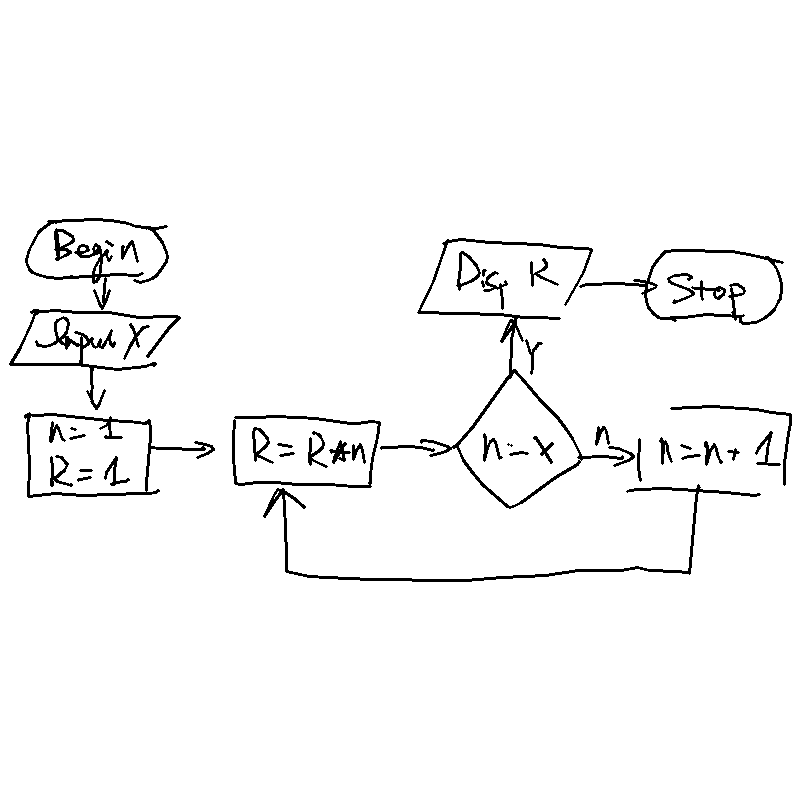 Begin
Input X
n=1
R=1
R=R*n
n=x
Y
Disp R
Stop
n
n=n+1